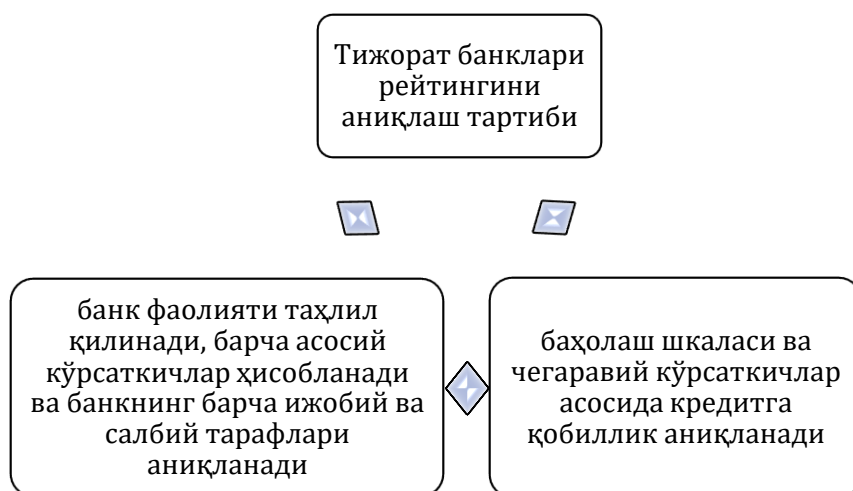 Тижорат банклари
рейтингини
аниқлаш тартиби
банк фаолияти таҳлил
қилинади, барча асосий
кўрсаткичлар ҳисобланади
ва банкнинг барча ижобий ва
салбий тарафлари
аниқланади
баҳолаш шкаласи ва
чегаравий кўрсаткичлар
асосида кредитга
қобиллик аниқланади